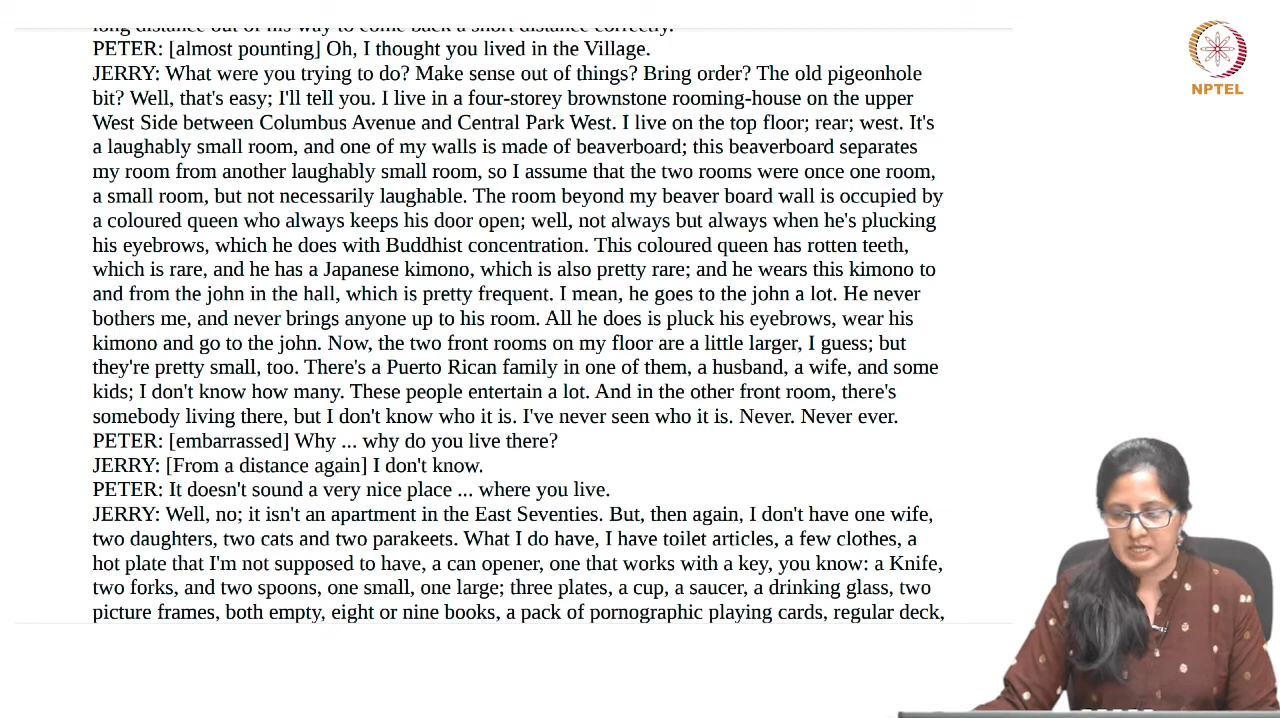 long distance out of his way to come back a short distance correctly.
PETER: [almost pounting] Oh, I thought you lived in the Village.
JERRY: What were you trying to do? Make sense out of things? Bring order? The old pigeonhole
bit? Well, that's easy; I'll tell you. I live in a four-storey brownstone rooming-house on the upper
West Side between Columbus Avenue and Central Park West. I live on the top floor; rear; west. It's
a laughably small room, and one of my walls is made of beaverboard; this beaverboard separates
my room from another laughably small room, so I assume that the two rooms were once one room,
a small room, but not necessarily laughable. The room beyond my beaver board wall is occupied by
a coloured queen who always keeps his door open; well, not always but always when he's plucking
his eyebrows, which he does with Buddhist concentration. This coloured queen has rotten teeth,
which is rare, and he has a Japanese kimono, which is also pretty rare; and he wears this kimono to
and from the john in the hall, which is pretty frequent. I mean, he goes to the john a lot. He never
bothers me, and never brings anyone up to his room. All he does is pluck his eyebrows, wear his
kimono and go to the john. Now, the two front rooms on my floor are a little larger, I guess; but
they're pretty small, too. There's a Puerto Rican family in one of them, a husband, a wife, and some
kids; I don't know how many. These people entertain a lot. And in the other front room, there's
somebody living there, but I don't know who it is. I've never seen who it is. Never. Never ever.
PETER: [embarrassed] Why ... why do you live there?
JERRY: [From a distance again] I don't know.
PETER: It doesn't sound a very nice place ... where you live.
JERRY: Well, no; it isn't an apartment in the East Seventies. But, then again, I don't have one wife,
two daughters, two cats and two parakeets. What I do have, I have toilet articles, a few clothes, a
hot plate that I'm not supposed to have, a can opener, one that works with a key, you know: a Knife,
two forks, and two spoons, one small, one large; three plates, a cup, a saucer, a drinking glass, two
picture frames, both empty, eight or nine books, a pack of pornographic playing cards, regular deck,
NPTEL